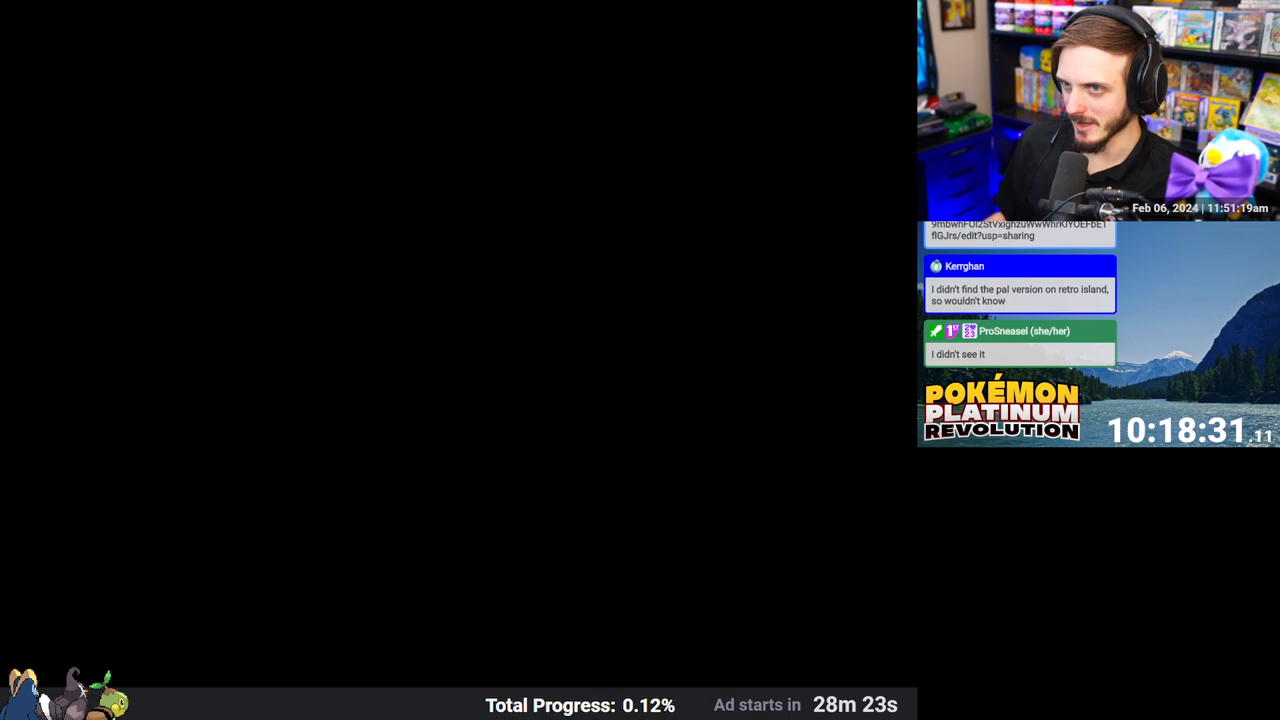 Feb 06, 2024 | 11:51:19am
flGJrs/edit?usp=sharing
Kerrghan
I didn't find the pal version on retro island,
so wouldn't know
1ST ProSneasel (she/her)
I didn't see it
POKÉMON
PLATINUM
REVOLUTION
10:18:31.11
Total Progress: 0.12% Ad starts in 28m 23s